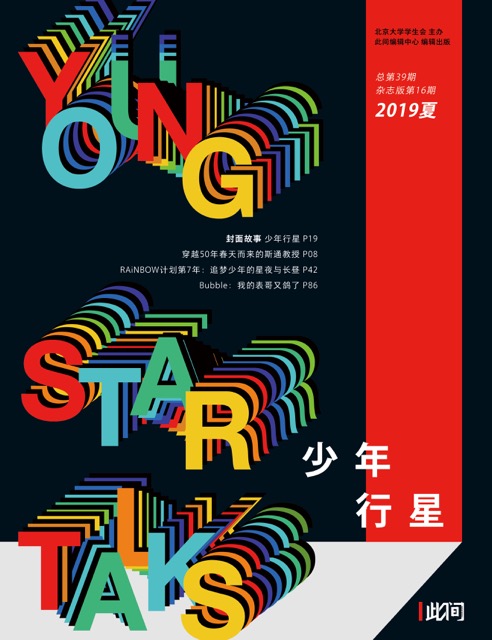 YOUNG
北京大学学生会 主办
此间编辑中心 编辑出版
总第39期
杂志版第16期
2019夏
封面故事 少年行星 P19
穿越50年春天而来的斯通教授 P08
RAiNBOW计划第7年：追梦少年的星夜与长昼 P42
Bubble：我的表哥又鸽了 P86
STAR
少年
行星
TALKS
此间